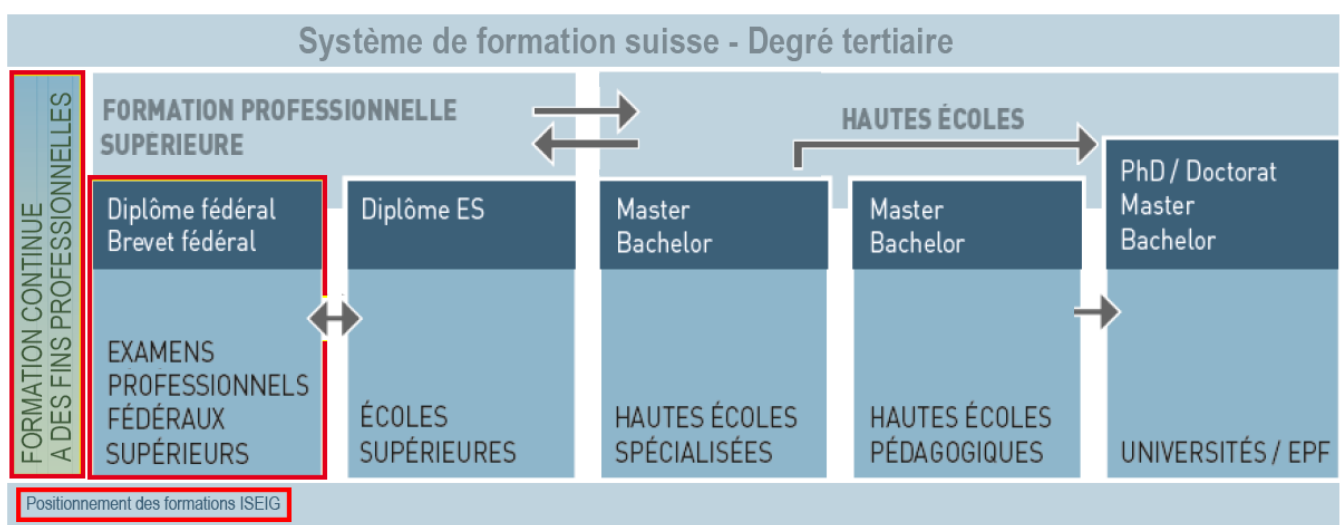 Système de formation suisse - Degré tertiaire
FORMATION CONTINUE
A DES FINS PROFESSIONNELLES
FORMATION PROFESSIONNELLE
SUPÉRIEURE
HAUTES ÉCOLES
Diplôme fédéral
Brevet fédéral
EXAMENS
PROFESSIONNELS
FÉDÉRAUX
SUPÉRIEURS
Diplôme ES
ÉCOLES
SUPÉRIEURES
Master
Bachelor
HAUTES ÉCOLES
SPÉCIALISÉES
Master
Bachelor
HAUTES ÉCOLES
PÉDAGOGIQUES
PhD / Doctorat
Master
Bachelor
UNIVERSITÉS / EPF
Positionnement des formations ISEIG